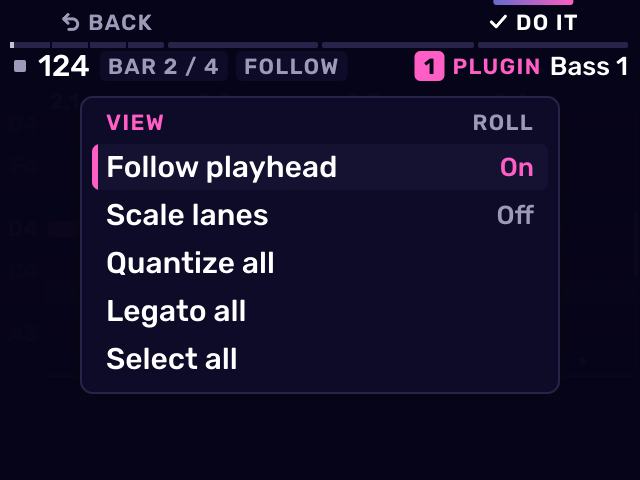 BACK
DO IT
124 BAR 2 / 4 FOLLOW
1 PLUGIN Bass 1
VIEW ROLL
Follow playhead On
Scale lanes Off
Quantize all
Legato all
Select all